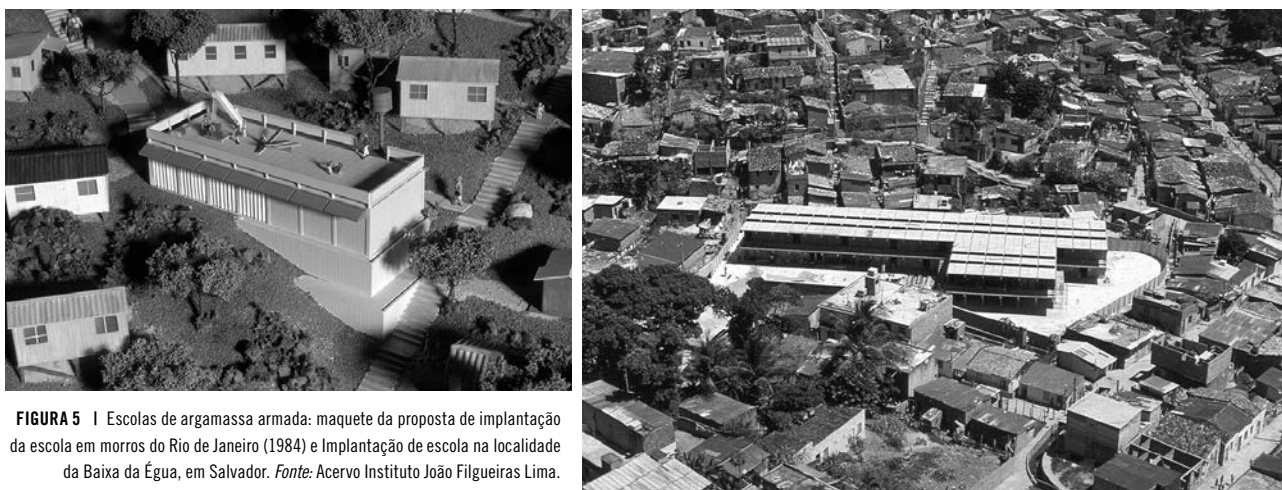 FIGURA 5 | Escolas de argamassa armada: maquete da proposta de implantação
da escola em morros do Rio de Janeiro (1984) e Implantação de escola na localidade
da Baixa da Égua, em Salvador. Fonte: Acervo Instituto João Filgueiras Lima.